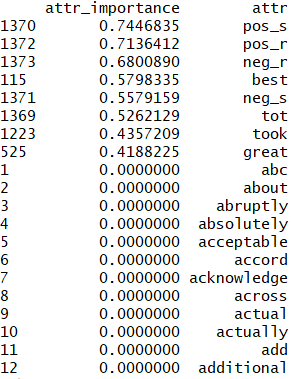 attr_importance attr
1370 0.7446835 pos_s
1372 0.7136412 pos_r
1373 0.6800890 neg_r
115 0.5798335 best
1371 0.5579159 neg_s
1369 0.5262129 tot
1223 0.4357209 took
525 0.4188225 great
1 0.0000000 abc
2 0.0000000 about
3 0.0000000 abruptly
4 0.0000000 absolutely
5 0.0000000 acceptable
6 0.0000000 accord
7 0.0000000 acknowledge
8 0.0000000 across
9 0.0000000 actual
10 0.0000000 actually
11 0.0000000 add
12 0.0000000 additional